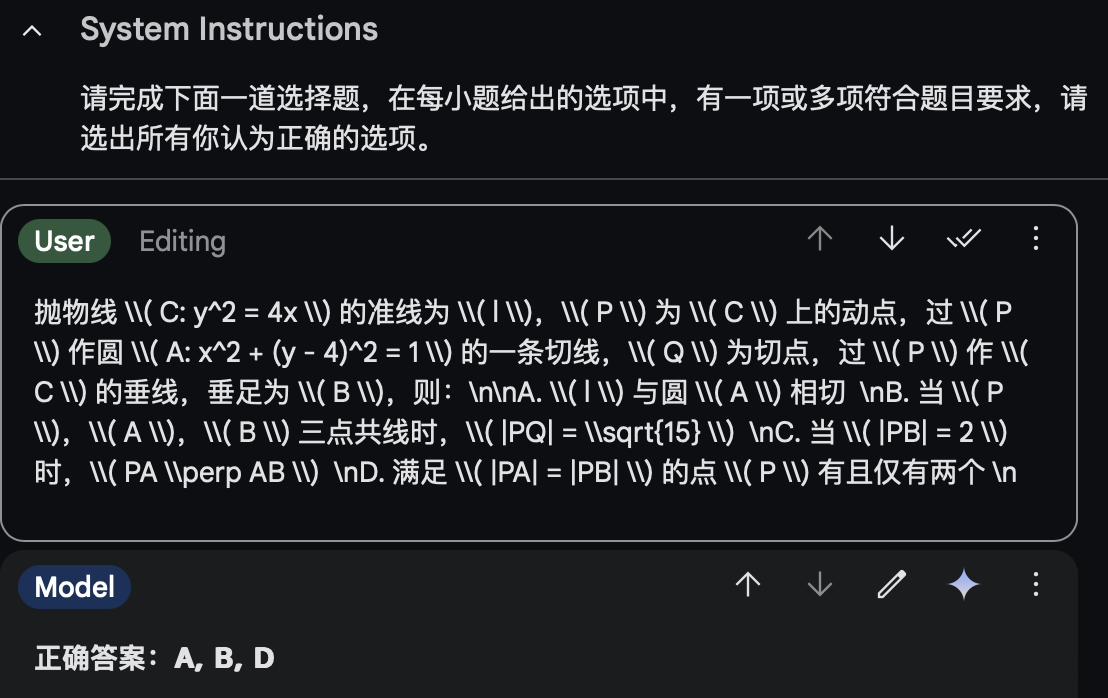 System Instructions
请完成下面一道选择题，在每小题给出的选项中，有一项或多项符合题目要求，请
选出所有你认为正确的选项。
User Editing
抛物线 \\( C: y^2 = 4x \\) 的准线为 \\( l \\)，\\( P \\) 为 \\( C \\) 上的动点，过 \\( P
\\) 作圆 \\( A: x^2 + (y - 4)^2 = 1 \\) 的一条切线，\\( Q \\) 为切点，过 \\( P \\) 作 \\(
C \\) 的垂线，垂足为 \\( B \\)，则：\n\nA. \\( l \\) 与圆 \\( A \\) 相切  \nB. 当 \\( P
\\)，\\( A \\)，\\( B \\) 三点共线时，\\( |PQ| = \\sqrt{15} \\)  \nC. 当 \\( |PB| = 2 \\)
时，\\( PA \\perp AB \\)  \nD. 满足 \\( |PA| = |PB| \\) 的点 \\( P \\) 有且仅有两个 \n
Model
正确答案：A, B, D